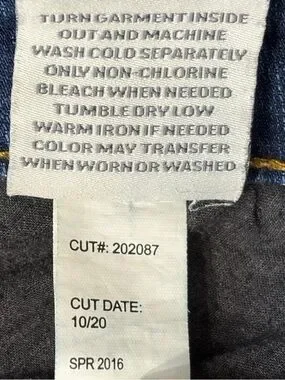 TURN GARMENT INSIDE
OUT AND MACHINE
WASH COLD SEPARATELY
ONLY NON-CHLORINE
BLEACH WHEN NEEDED
TUMBLE DRY LOW
WARM IRON IF NEEDED
COLOR MAY TRANSFER
WHEN WORN OR WASHED
CUT#: 202087
CUT DATE:
10/20
SPR 2016